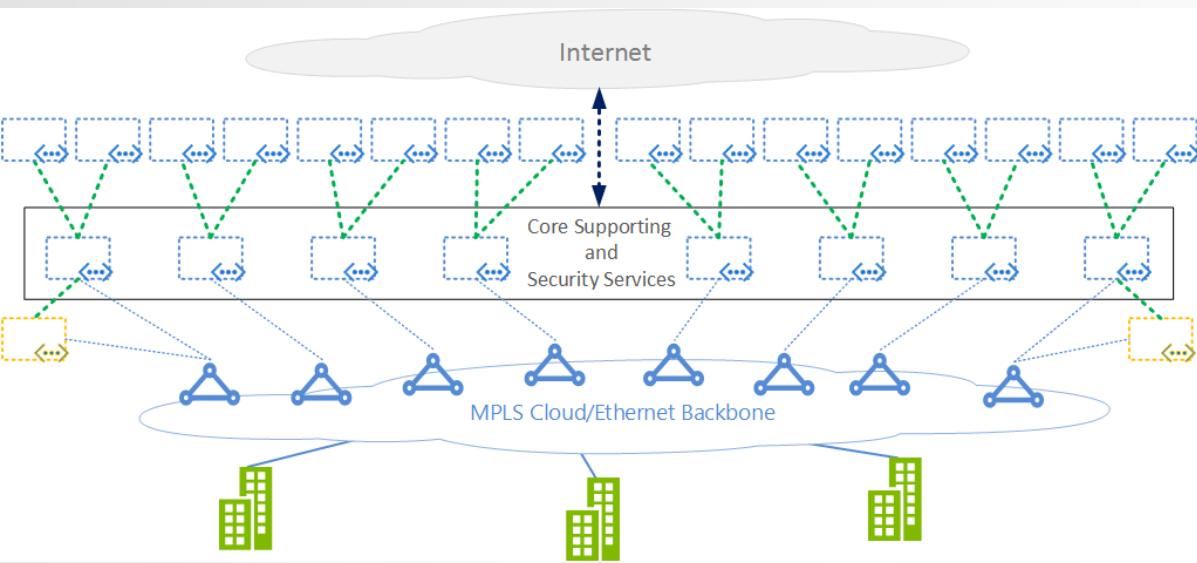 Internet
Core Supporting
and
Security Services
MPLS Cloud/Ethernet Backbone